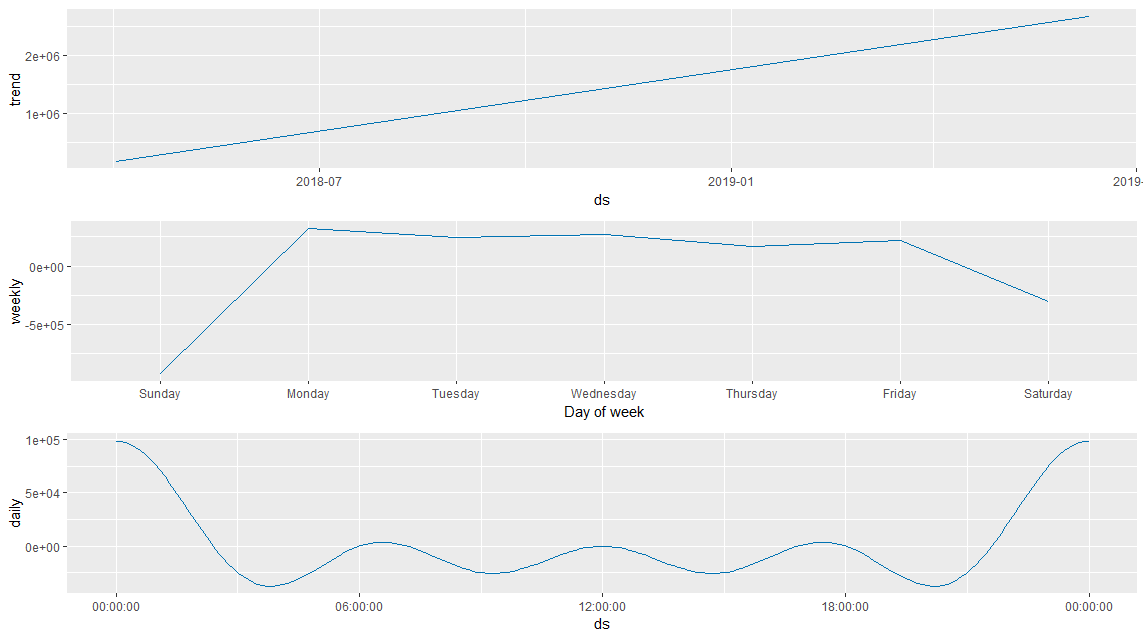 trend
2e+06
1e+06
2018-07 2019-01 2019-
ds
weekly
0e+00
-5e+05
Sunday Monday Tuesday Wednesday Thursday Friday Saturday
Day of week
daily
1e+05
5e+04
0e+00
00:00:00 06:00:00 12:00:00 18:00:00 00:00:00
ds